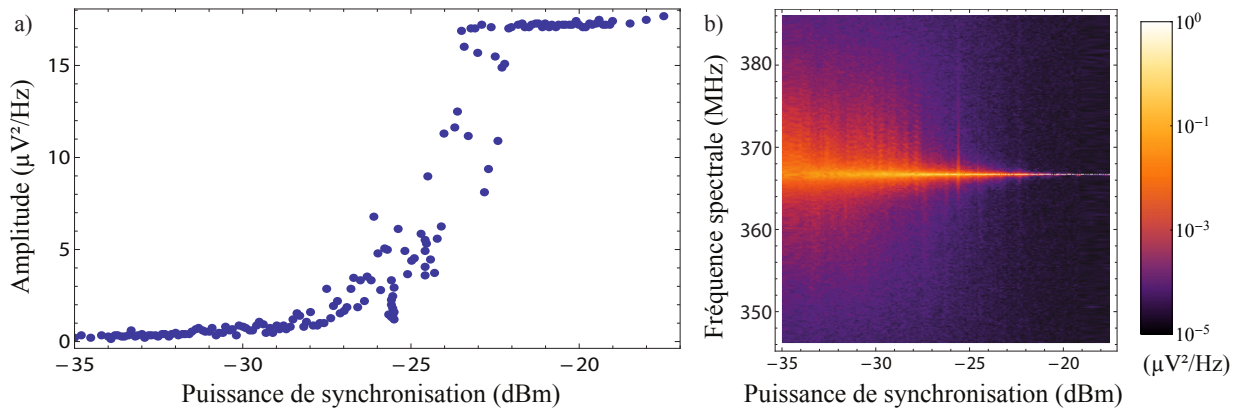 a)
Amplitude (µV²/Hz)
15
10
5
0
−35
−30
−25
−20
Puissance de synchronisation (dBm)
b)
Fréquence spectrale (MHz)
380
370
360
350
−35
−30
−25
−20
Puissance de synchronisation (dBm)
10⁰
10⁻¹
10⁻³
10⁻⁵
(µV²/Hz)